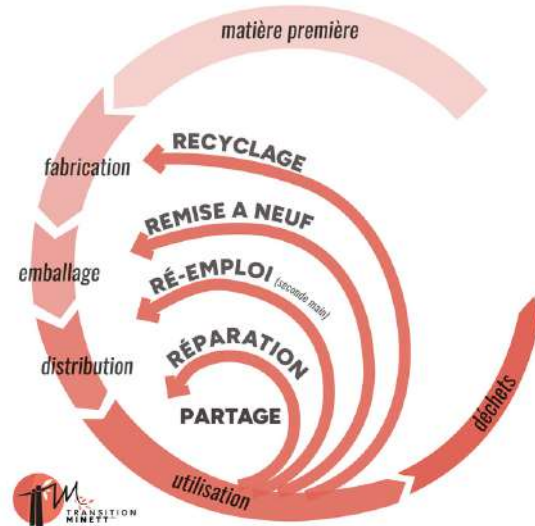 matière première
RECYCLAGE
fabrication
REMISE A NEUF
emballage
RÉ-EMPLOI (seconde main)
RÉPARATION
distribution
PARTAGE
déchets
utilisation
TRANSITION
MINETT